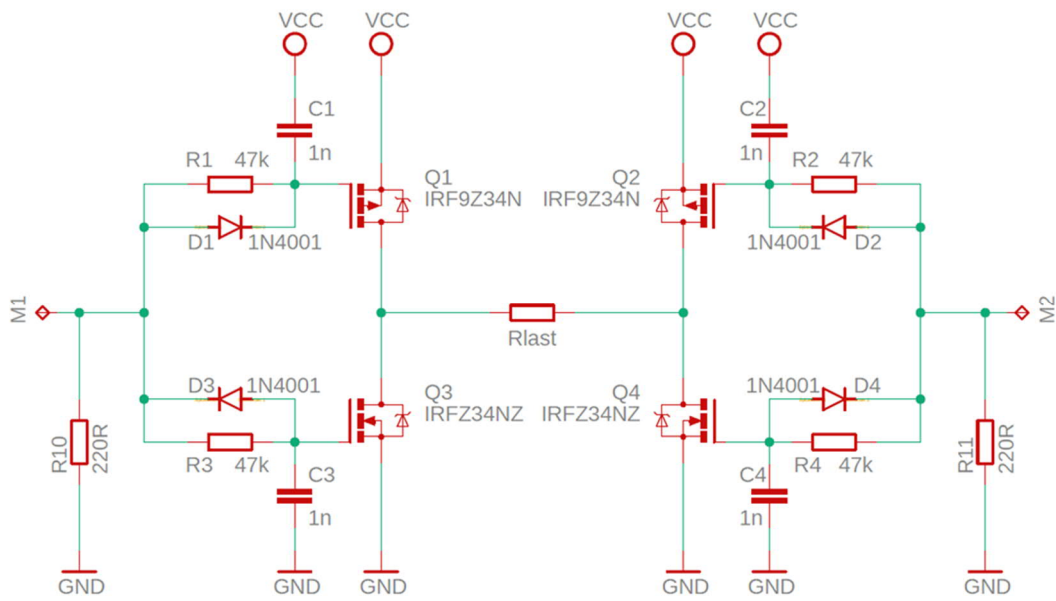 VCC
VCC
VCC
VCC
C1
1n
C2
1n
R1 47k
R2 47k
Q1
IRF9Z34N
Q2
IRF9Z34N
D1 1N4001
1N4001 D2
M1
M2
Rlast
D3 1N4001
1N4001 D4
Q3
IRFZ34NZ
Q4
IRFZ34NZ
R10
220R
R3 47k
R4 47k
R11
220R
C3
1n
C4
1n
GND
GND
GND
GND
GND
GND